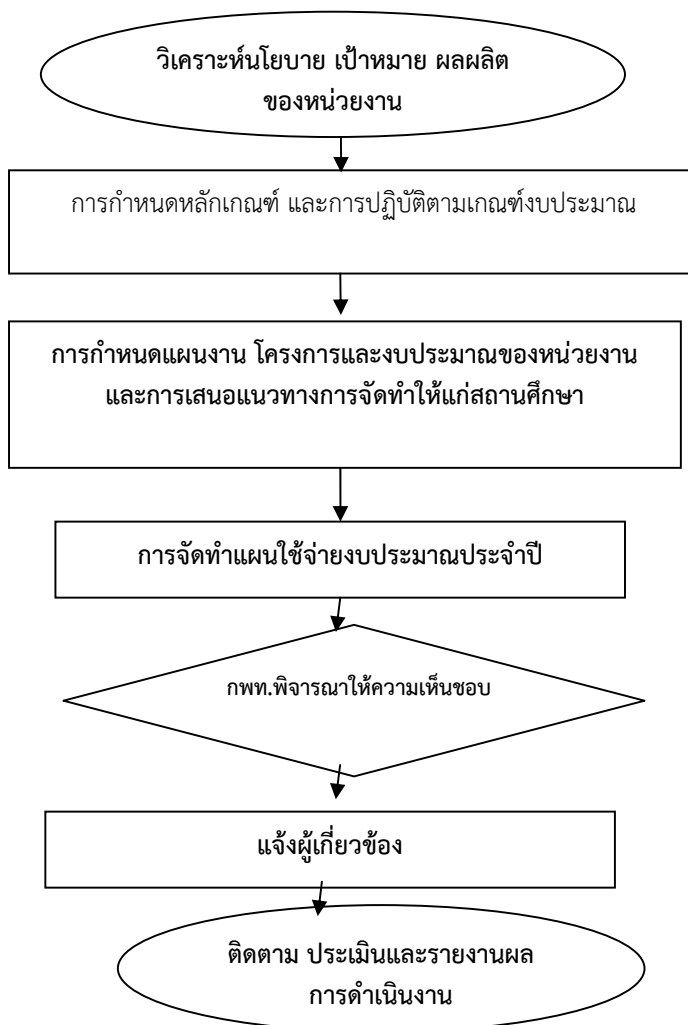 วิเคราะห์นโยบาย เป้าหมาย ผลผลิต
ของหน่วยงาน
การกำหนดหลักเกณฑ์ และการปฏิบัติตามเกณฑ์งบประมาณ
การกำหนดแผนงาน โครงการและงบประมาณของหน่วยงาน
และการเสนอแนวทางการจัดทำให้แก่สถานศึกษา
การจัดทำแผนใช้จ่ายงบประมาณประจำปี
กพท.พิจารณาให้ความเห็นชอบ
แจ้งผู้เกี่ยวข้อง
ติดตาม ประเมินและรายงานผล
การดำเนินงาน